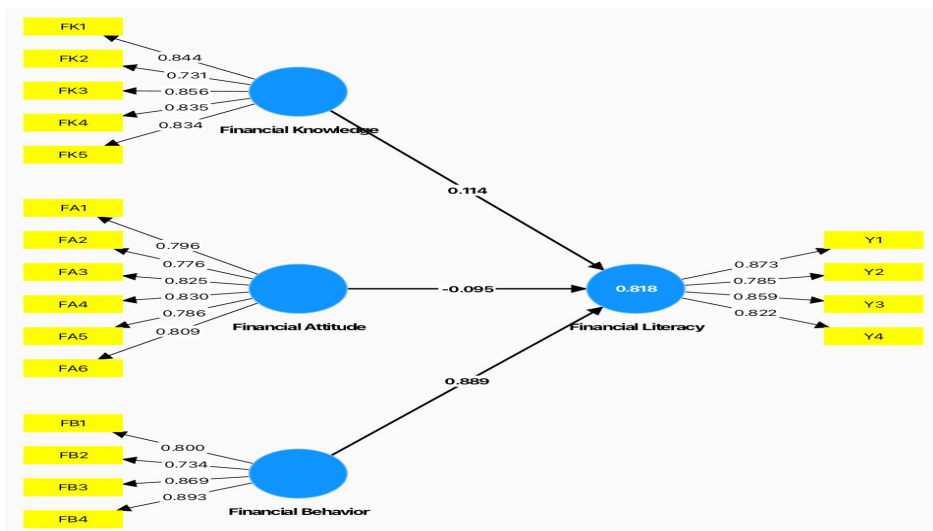 FK1
0.844
FK2
0.731
FK3
0.856
FK4
0.835
FK5
0.834
Financial Knowledge
0.114
FA1
0.796
FA2
0.776
FA3
0.825
FA4
0.830
FA5
0.786
FA6
0.809
Financial Attitude
-0.095
0.818
Financial Literacy
Y1
0.873
Y2
0.785
Y3
0.859
Y4
0.822
0.889
FB1
0.800
FB2
0.734
FB3
0.869
FB4
0.893
Financial Behavior